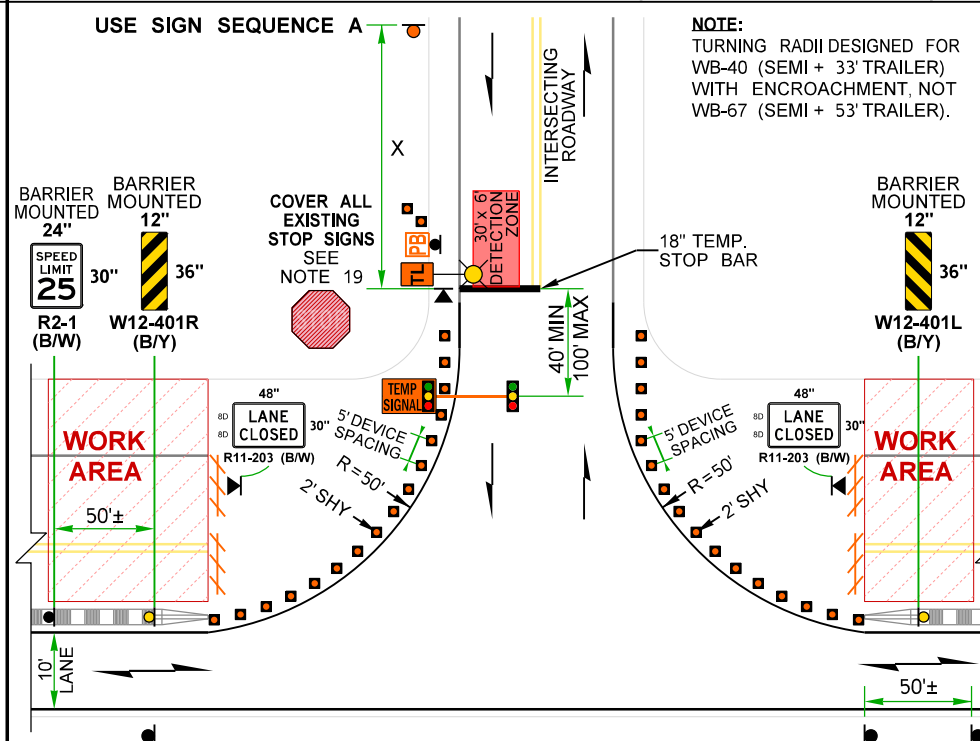 USE SIGN SEQUENCE A
NOTE:
TURNING RADII DESIGNED FOR
WB-40 (SEMI + 33' TRAILER)
WITH ENCROACHMENT, NOT
WB-67 (SEMI + 53' TRAILER).
INTERSECTING
ROADWAY
X
BARRIER
MOUNTED
24"
SPEED
LIMIT
25
30"
R2-1
(B/W)
BARRIER
MOUNTED
12"
36"
W12-401R
(B/Y)
COVER ALL
EXISTING
STOP SIGNS
SEE
NOTE 19
STOP
PB
TL
30' x 6'
DETECTION
ZONE
18" TEMP.
STOP BAR
40' MIN
100' MAX
BARRIER
MOUNTED
12"
36"
W12-401L
(B/Y)
TEMP
SIGNAL
WORK
AREA
48"
8D
8D
LANE
CLOSED
30"
R11-203 (B/W)
5' DEVICE
SPACING
R=50'
2' SHY
5' DEVICE
SPACING
R=50'
2' SHY
48"
8D
8D
LANE
CLOSED
30"
R11-203 (B/W)
WORK
AREA
50'±
10'
LANE
50'±